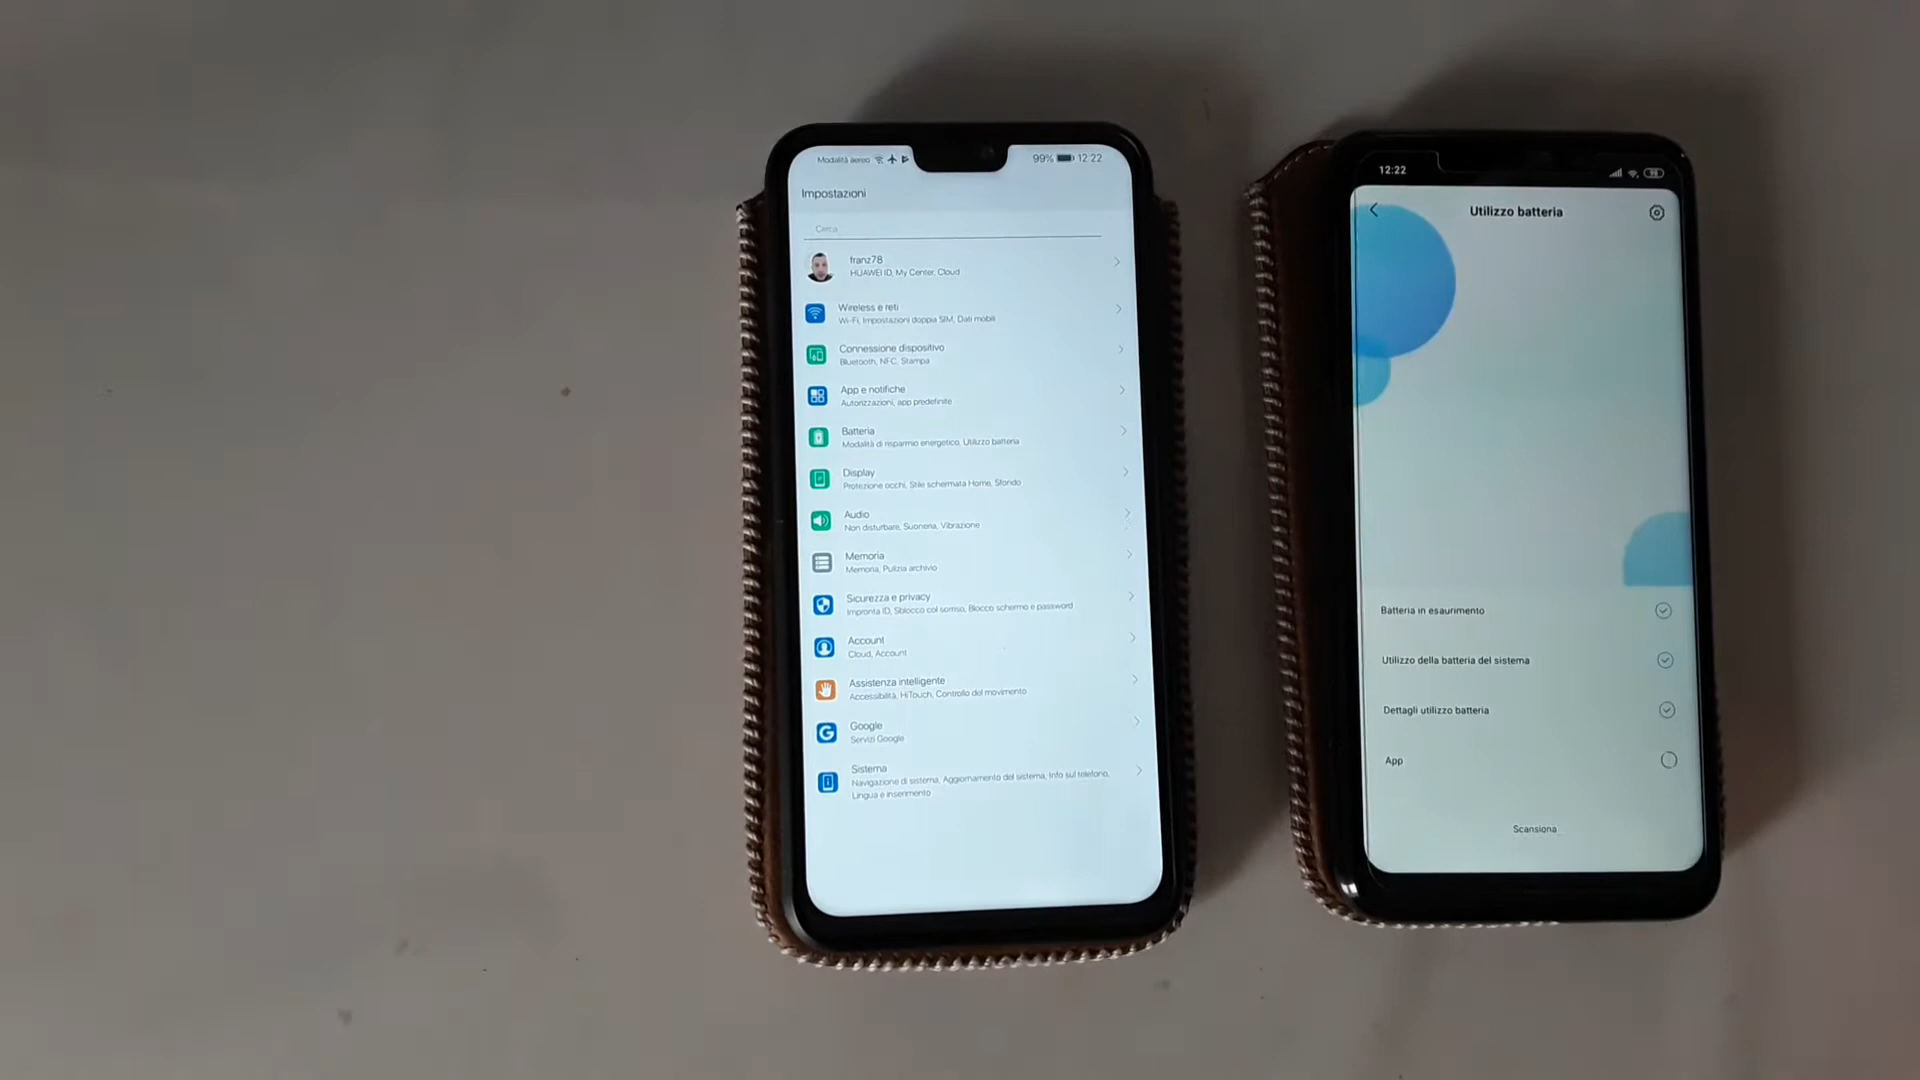 Modalità aereo
99%
12:22
Impostazioni
Cerca
franz78
HUAWEI ID, My Center, Cloud
Wireless e reti
Wi-Fi, Impostazioni doppia SIM, Dati mobili
Connessione dispositivo
Bluetooth, NFC, Stampa
App e notifiche
Autorizzazioni, app predefinite
Batteria
Modalità di risparmio energetico, Utilizzo batteria
Display
Protezione occhi, Stile schermata Home, Sfondo
Audio
Non disturbare, Suoneria, Vibrazione
Memoria
Memoria, Pulizia archivio
Sicurezza e privacy
Impronta ID, Sblocco col sorriso, Blocco schermo e password
Account
Cloud, Account
Assistenza intelligente
Accessibilità, HiTouch, Controllo del movimento
Google
Servizi Google
Sistema
Navigazione di sistema, Aggiornamento del sistema, Info sul telefono,
Lingua e inserimento
12:22
Utilizzo batteria
Batteria in esaurimento
Utilizzo della batteria del sistema
Dettagli utilizzo batteria
App
Scansiona